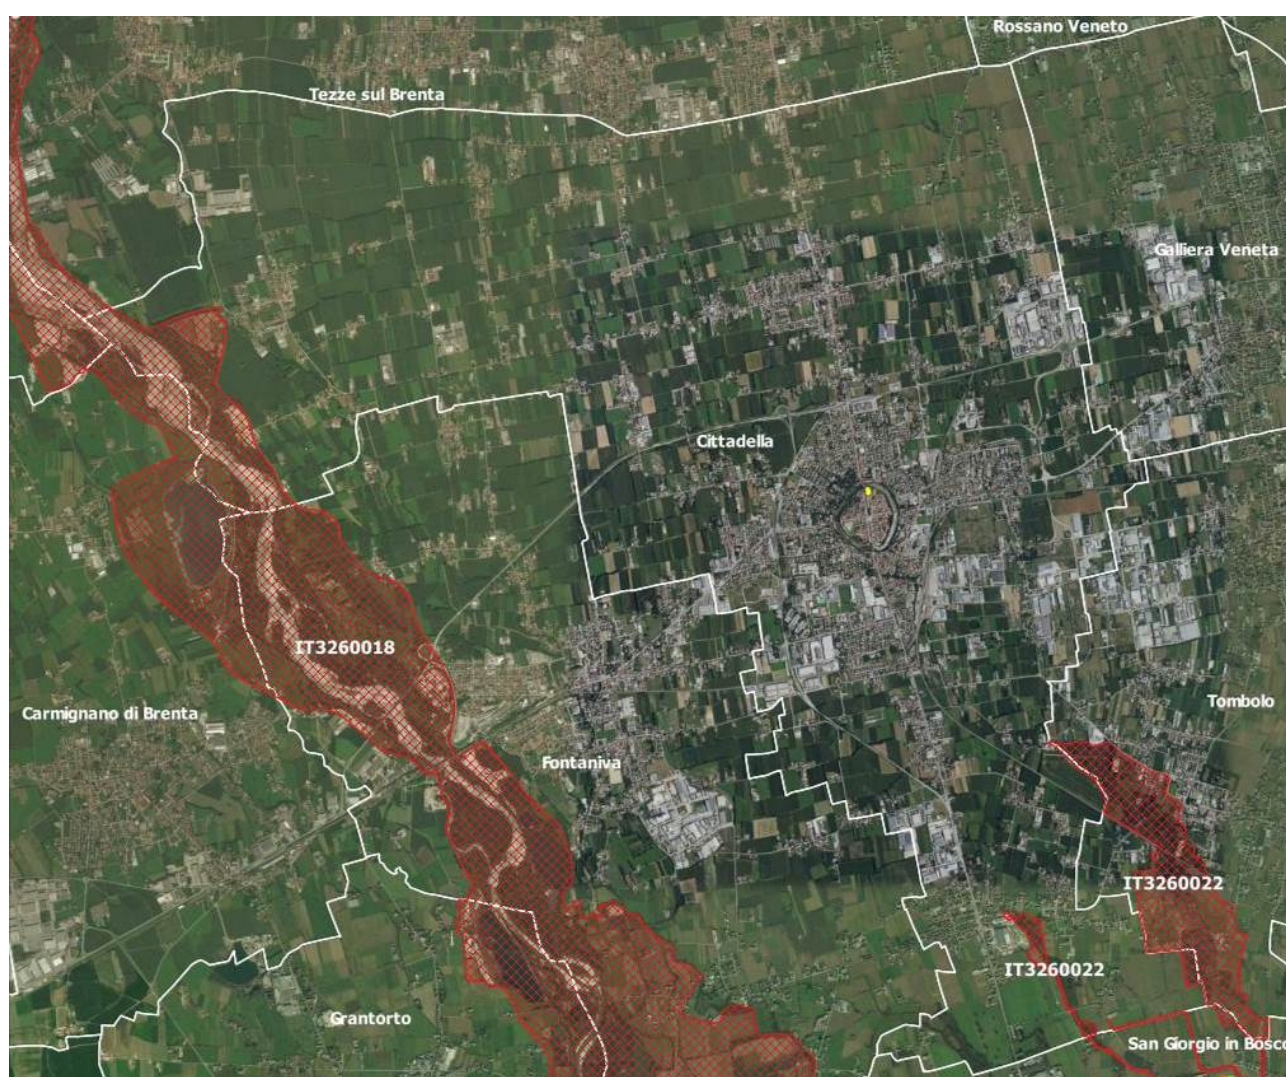 Rossano Veneto
Tezze sul Brenta
Galliera Veneta
Cittadella
IT3260018
Tombolo
Carmignano di Brenta
Fontaniva
IT3260022
IT3260022
Grantorto
San Giorgio in Bosco